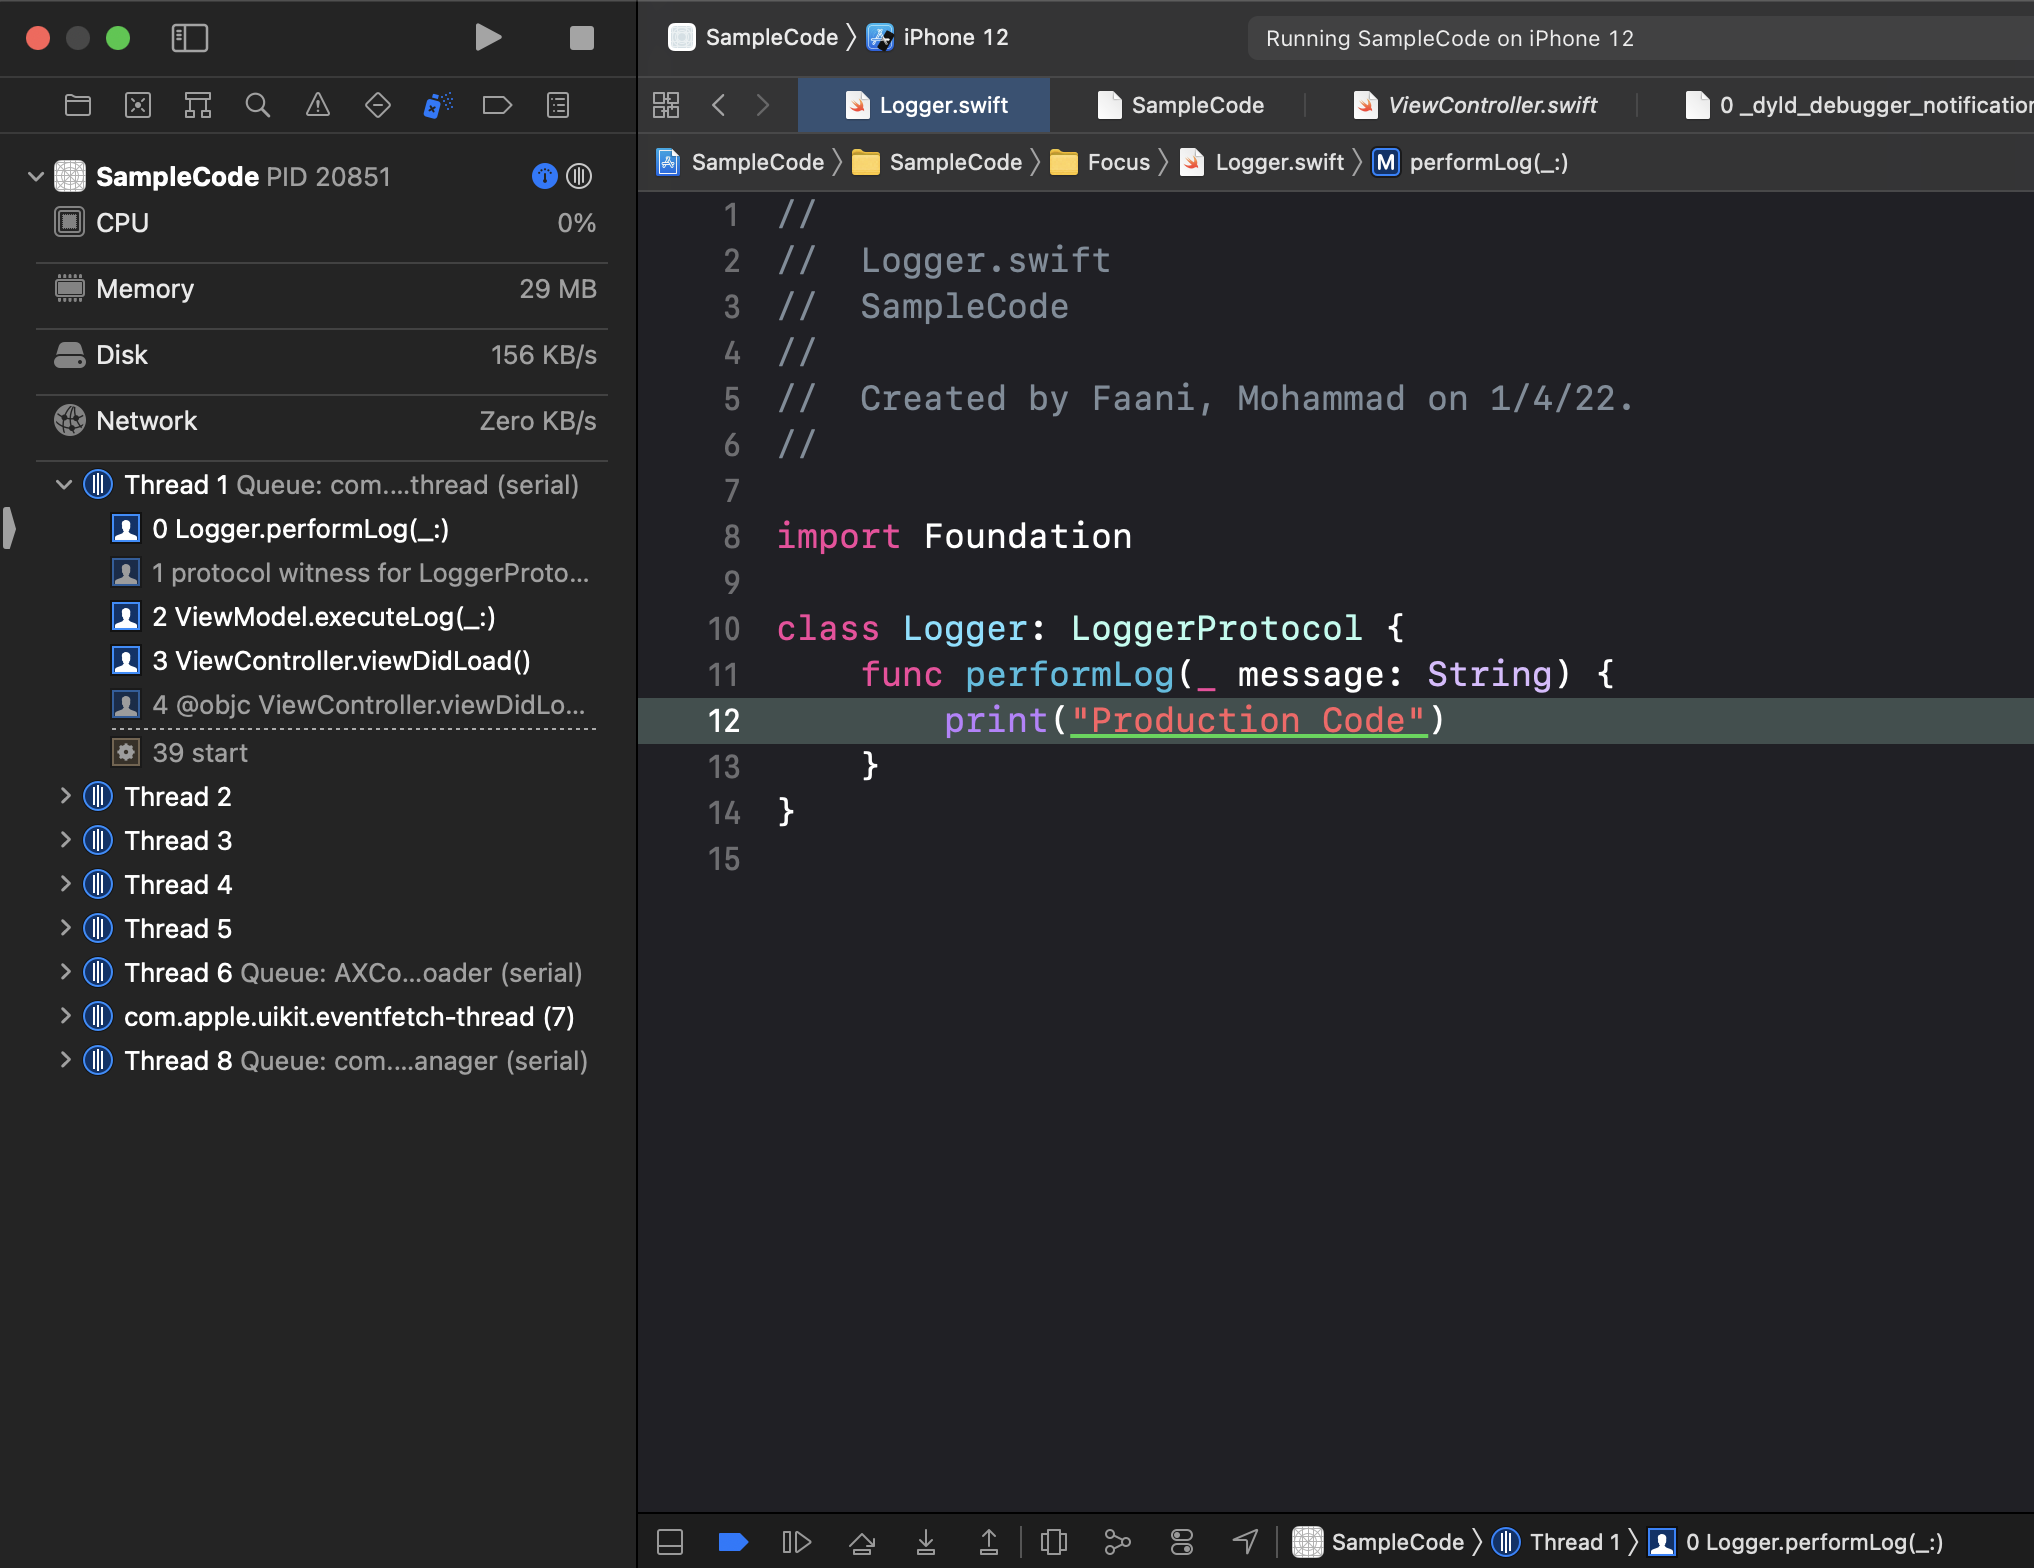 SampleCode 〉 iPhone 12
Running SampleCode on iPhone 12
Logger.swift
SampleCode
ViewController.swift
0 _dyld_debugger_notification
SampleCode 〉 SampleCode 〉 Focus 〉 Logger.swift 〉 M performLog(_:)
SampleCode PID 20851
CPU 0%
Memory 29 MB
Disk 156 KB/s
Network Zero KB/s
Thread 1 Queue: com....thread (serial)
0 Logger.performLog(_:)
1 protocol witness for LoggerProto...
2 ViewModel.executeLog(_:)
3 ViewController.viewDidLoad()
4 @objc ViewController.viewDidLo...
39 start
Thread 2
Thread 3
Thread 4
Thread 5
Thread 6 Queue: AXCo...oader (serial)
com.apple.uikit.eventfetch-thread (7)
Thread 8 Queue: com....anager (serial)
1 //
2 //  Logger.swift
3 //  SampleCode
4 //
5 //  Created by Faani, Mohammad on 1/4/22.
6 //
7
8 import Foundation
9
10 class Logger: LoggerProtocol {
11     func performLog(_ message: String) {
12         print("Production Code")
13     }
14 }
15
SampleCode 〉 Thread 1 〉 0 Logger.performLog(_:)